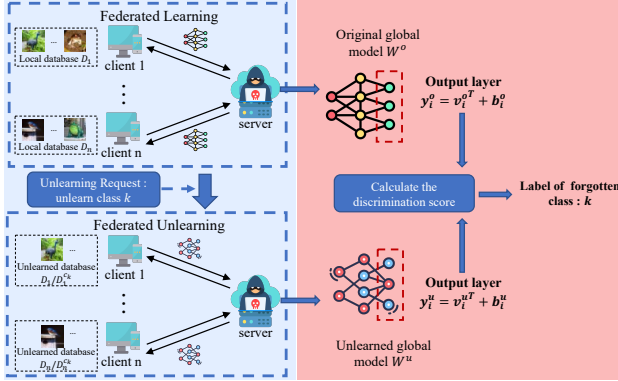 Federated Learning
...
Local database D₁
client 1
...
Local database Dₙ
client n
server
Unlearning Request :
unlearn class k
Federated Unlearning
...
Unlearned database
D₁/D₁^{c_k}
client 1
...
Unlearned database
Dₙ/Dₙ^{c_k}
client n
server
Original global
model W^o
Output layer
y_i^o = v_i^{oT} + b_i^o
Calculate the
discrimination score
Label of forgotten
class : k
Output layer
y_i^u = v_i^{uT} + b_i^u
Unlearned global
model W^u